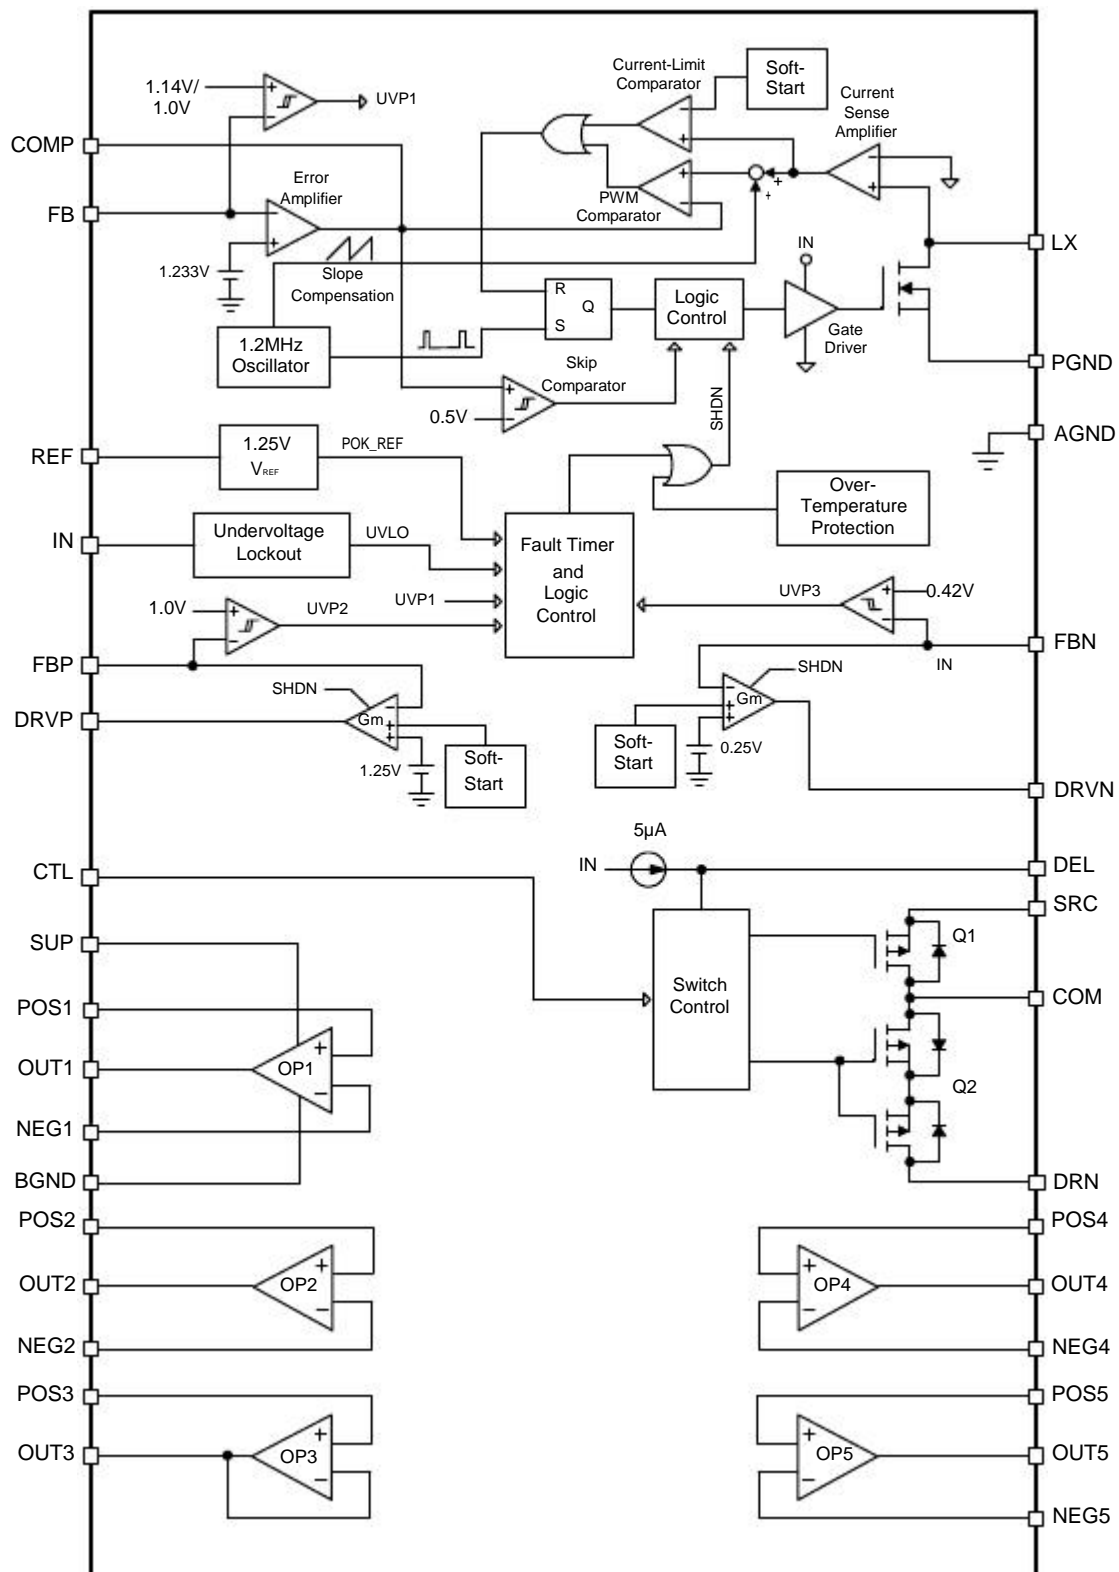 1.14V/
1.0V
UVP1
Current-Limit
Comparator
Soft-
Start
Current
Sense
Amplifier
COMP
Error
Amplifier
PWM
Comparator
FB
LX
1.233V
Slope
Compensation
IN
R
Q
S
Logic
Control
Gate
Driver
1.2MHz
Oscillator
Skip
Comparator
PGND
0.5V
SHDN
AGND
REF
1.25V
VREF
POK_REF
Over-
Temperature
Protection
IN
Undervoltage
Lockout
UVLO
Fault Timer
and
Logic
Control
1.0V
UVP2
UVP1
UVP3
0.42V
FBP
FBN
IN
SHDN
SHDN
DRVP
Gm
Gm
1.25V
Soft-
Start
Soft-
Start
0.25V
DRVN
5µA
IN
DEL
CTL
SRC
SUP
Q1
Switch
Control
COM
POS1
OUT1
OP1
NEG1
Q2
BGND
DRN
POS2
POS4
OUT2
OP2
OP4
OUT4
NEG2
NEG4
POS3
POS5
OUT3
OP3
OP5
OUT5
NEG5